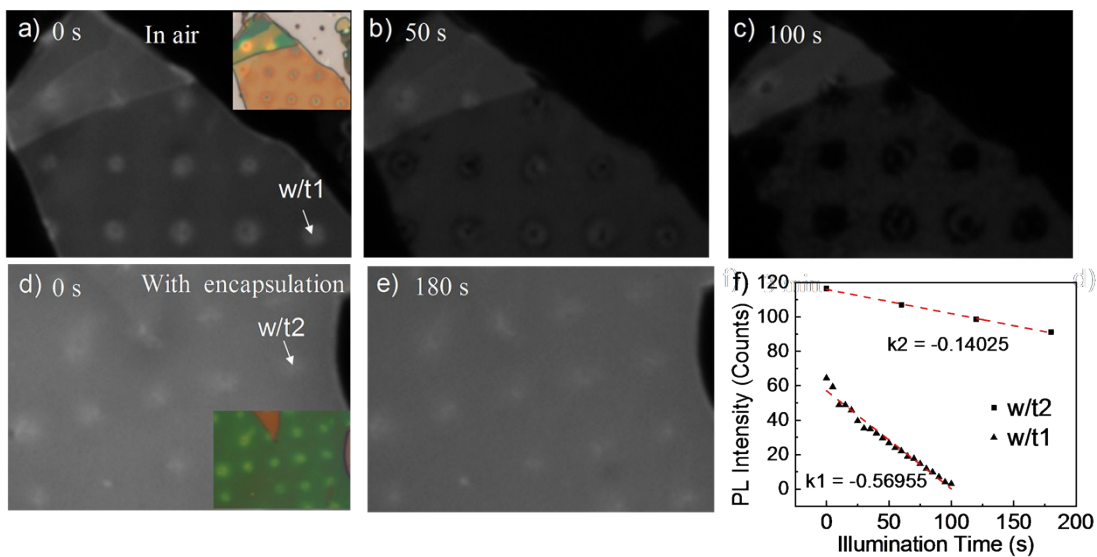 a) 0 s In air
w/t1
b) 50 s
c) 100 s
d) 0 s With encapsulation
w/t2
e) 180 s
f)
min
d)
PL Intensity (Counts)
120
100
80
60
40
20
0
k2 = -0.14025
w/t2
w/t1
k1 = -0.56955
0 50 100 150 200
Illumination Time (s)